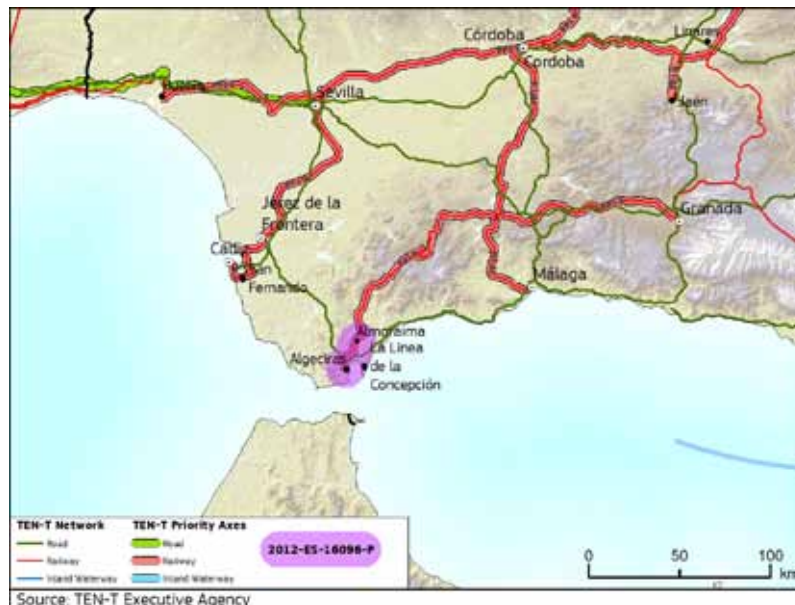 Córdoba
Cordoba
Linares
Jaén
Sevilla
Jerez de la
Frontera
Granada
Cádiz
Fernando
Málaga
Almoraima
La Línea
de la
Concepción
Algeciras
TEN-T Network
TEN-T Priority Axes
Road
Railway
Inland Waterway
Road
Railway
Inland Waterway
2012-ES-16096-P
0 50 100
km
Source: TEN-T Executive Agency